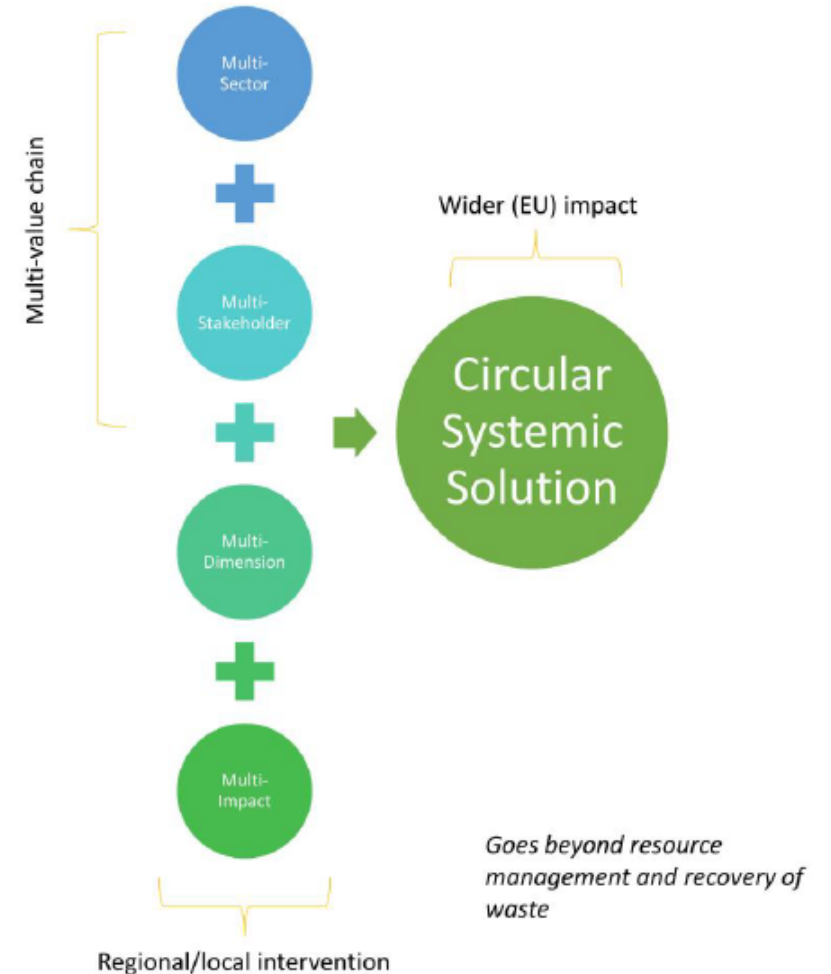 Multi-
Sector
Multi-value chain
Multi-
Stakeholder
Wider (EU) impact
Circular
Systemic
Solution
Multi-
Dimension
Multi-
Impact
Goes beyond resource
management and recovery of
waste
Regional/local intervention